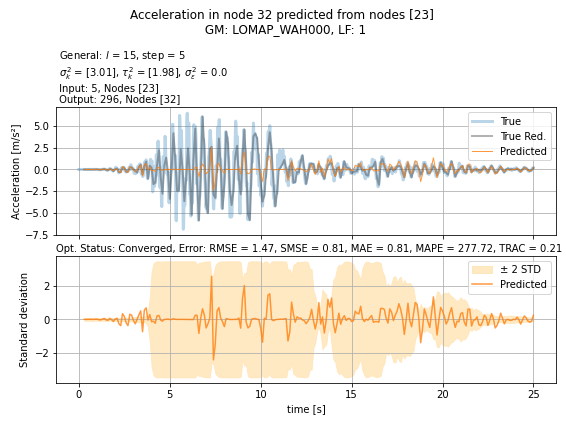 Acceleration in node 32 predicted from nodes [23]
GM: LOMAP_WAH000, LF: 1
General: l = 15, step = 5
σ²ₖ = [3.01], τ²ₖ = [1.98], σ²ε = 0.0
Input: 5, Nodes [23]
Output: 296, Nodes [32]
Acceleration [m/s²]
5.0
2.5
0.0
−2.5
−5.0
−7.5
True
True Red.
Predicted
Opt. Status: Converged, Error: RMSE = 1.47, SMSE = 0.81, MAE = 0.81, MAPE = 277.72, TRAC = 0.21
Standard deviation
2
0
−2
± 2 STD
Predicted
0 5 10 15 20 25
time [s]